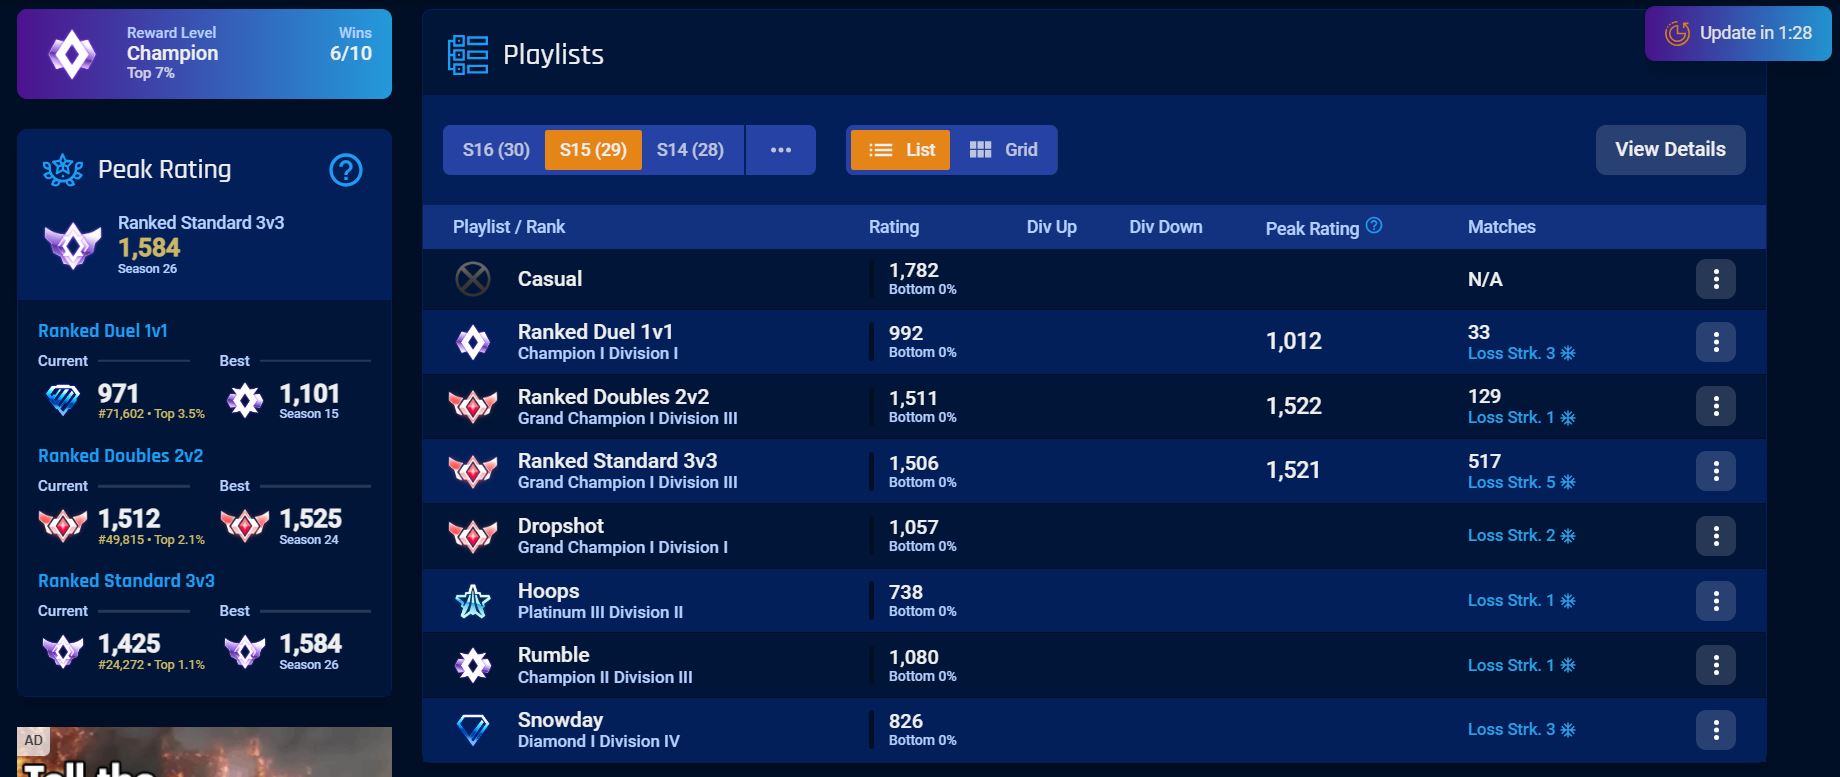 Reward Level
Wins
Champion
6/10
Top 7%
Peak Rating
Ranked Standard 3v3
1,584
Season 26
Ranked Duel 1v1
Current
Best
971
#71,602 • Top 3.5%
1,101
Season 15
Ranked Doubles 2v2
Current
Best
1,512
#49,815 • Top 2.1%
1,525
Season 24
Ranked Standard 3v3
Current
Best
1,425
#24,272 • Top 1.1%
1,584
Season 26
AD
Tell the
Playlists
Update in 1:28
S16 (30)
S15 (29)
S14 (28)
List
Grid
View Details
Playlist / Rank
Rating
Div Up
Div Down
Peak Rating
Matches
Casual
1,782
Bottom 0%
N/A
Ranked Duel 1v1
Champion I Division I
992
Bottom 0%
1,012
33
Loss Strk. 3
Ranked Doubles 2v2
Grand Champion I Division III
1,511
Bottom 0%
1,522
129
Loss Strk. 1
Ranked Standard 3v3
Grand Champion I Division III
1,506
Bottom 0%
1,521
517
Loss Strk. 5
Dropshot
Grand Champion I Division I
1,057
Bottom 0%
Loss Strk. 2
Hoops
Platinum III Division II
738
Bottom 0%
Loss Strk. 1
Rumble
Champion II Division III
1,080
Bottom 0%
Loss Strk. 1
Snowday
Diamond I Division IV
826
Bottom 0%
Loss Strk. 3